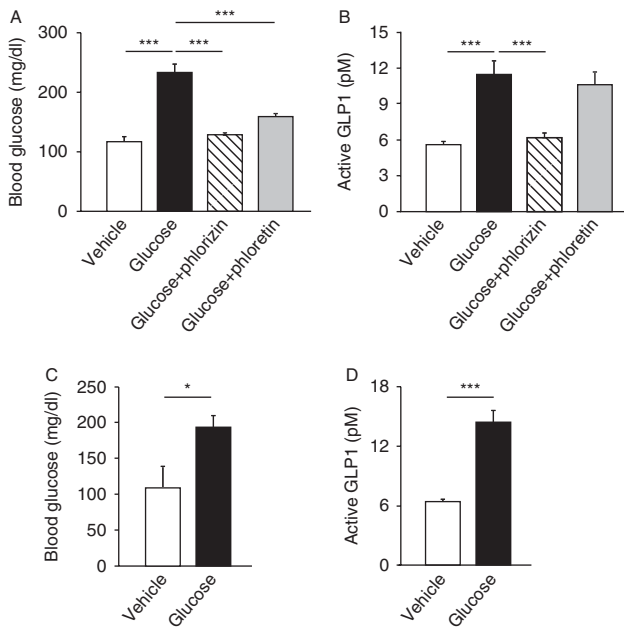 A
Blood glucose (mg/dl)
300
200
100
0
***
***
***
Vehicle
Glucose
Glucose+phlorizin
Glucose+phloretin
B
Active GLP1 (pM)
15
12
9
6
3
0
***
***
Vehicle
Glucose
Glucose+phlorizin
Glucose+phloretin
C
Blood glucose (mg/dl)
250
200
150
100
50
0
*
Vehicle
Glucose
D
Active GLP1 (pM)
18
12
6
0
***
Vehicle
Glucose